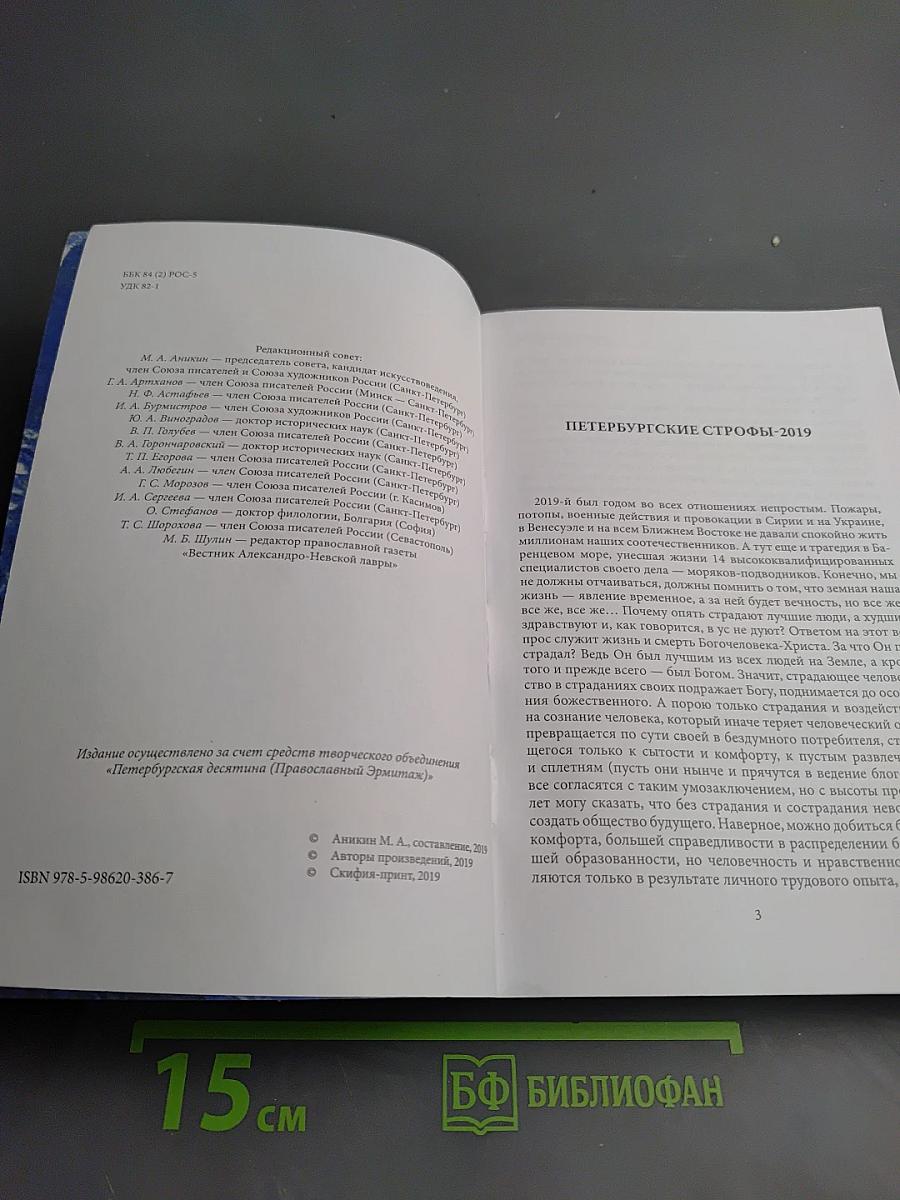 ББК 84 (2) РОС-5
УДК 82-1
Редакционный совет:
М. А. Аникин — председатель совета, кандидат искусствоведения,
член Союза писателей и Союза художников России (Санкт-Петербург)
Г. А. Артханов — член Союза писателей России (Минск — Санкт-Петербург)
Н. Ф. Астафьев — член Союза писателей России (Санкт-Петербург)
И. А. Бурмистров — член Союза художников России (Санкт-Петербург)
Ю. А. Виноградов — доктор исторических наук (Санкт-Петербург)
В. П. Голубев — член Союза писателей России (Санкт-Петербург)
В. А. Горончаровский — доктор исторических наук (Санкт-Петербург)
Т. П. Егорова — член Союза писателей России (Санкт-Петербург)
А. А. Любегин — член Союза писателей России (Санкт-Петербург)
Г. С. Морозов — член Союза писателей России (г. Касимов)
И. А. Сергеева — член Союза писателей России (Санкт-Петербург)
О. Стефанов — доктор филологии, Болгария (София)
Т. С. Шорохова — член Союза писателей России (Севастополь)
М. Б. Щулин — редактор православной газеты
«Вестник Александро-Невской лавры»
Издание осуществлено за счет средств творческого объединения
«Петербургская десятина (Православный Эрмитаж)»
© Аникин М. А., составление, 2019
© Авторы произведений, 2019
© Скифия-принт, 2019
ISBN 978-5-98620-386-7
ПЕТЕРБУРГСКИЕ СТРОФЫ-2019
2019-й был годом во всех отношениях непростым. Пожары,
потопы, военные действия и провокации в Сирии и на Украине,
в Венесуэле и на всем Ближнем Востоке не давали спокойно жить
миллионам наших соотечественников. А тут еще и трагедия в Ба-
ренцевом море, унесшая жизни 14 высококвалифицированных
специалистов своего дела — моряков-подводников. Конечно, мы
не должны отчаиваться, должны помнить о том, что земная наша
жизнь — явление временное, а за ней будет вечность, но все же
все же, все же… Почему опять страдают лучшие люди, а худши
здравствуют и, как говорится, в ус не дуют? Ответом на этот во
прос служит жизнь и смерть Богочеловека-Христа. За что Он п
страдал? Ведь Он был лучшим из всех людей на Земле, а кро
того и прежде всего — был Богом. Значит, страдающее челове
ство в страданиях своих подражает Богу, поднимается до осо
ния божественного. А порою только страдания и воздейст
на сознание человека, который иначе теряет человеческий о
превращается по сути своей в бездумного потребителя, ст
щегося только к сытости и комфорту, к пустым развлеч
и сплетням (пусть они нынче и прячутся в ведение блог
все согласятся с таким умозаключением, но с высоты пр
лет могу сказать, что без страдания и сострадания нево
создать общество будущего. Наверное, можно добиться б
комфорта, большей справедливости в распределении б
шей образованности, но человечность и нравственно
ляются только в результате личного трудового опыта,
3
15 см
БФ БИБЛИОФАН